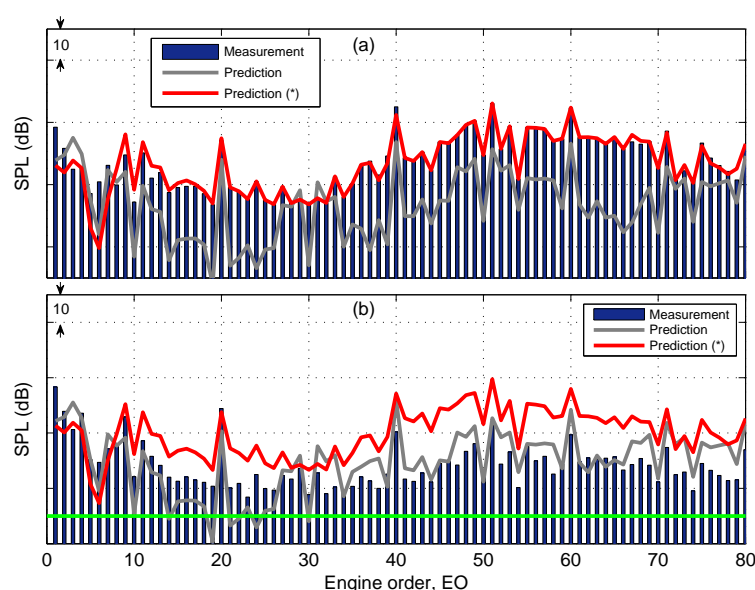 10
(a)
Measurement
Prediction
Prediction (*)
SPL (dB)
10
(b)
Measurement
Prediction
Prediction (*)
SPL (dB)
0 10 20 30 40 50 60 70 80
Engine order, EO